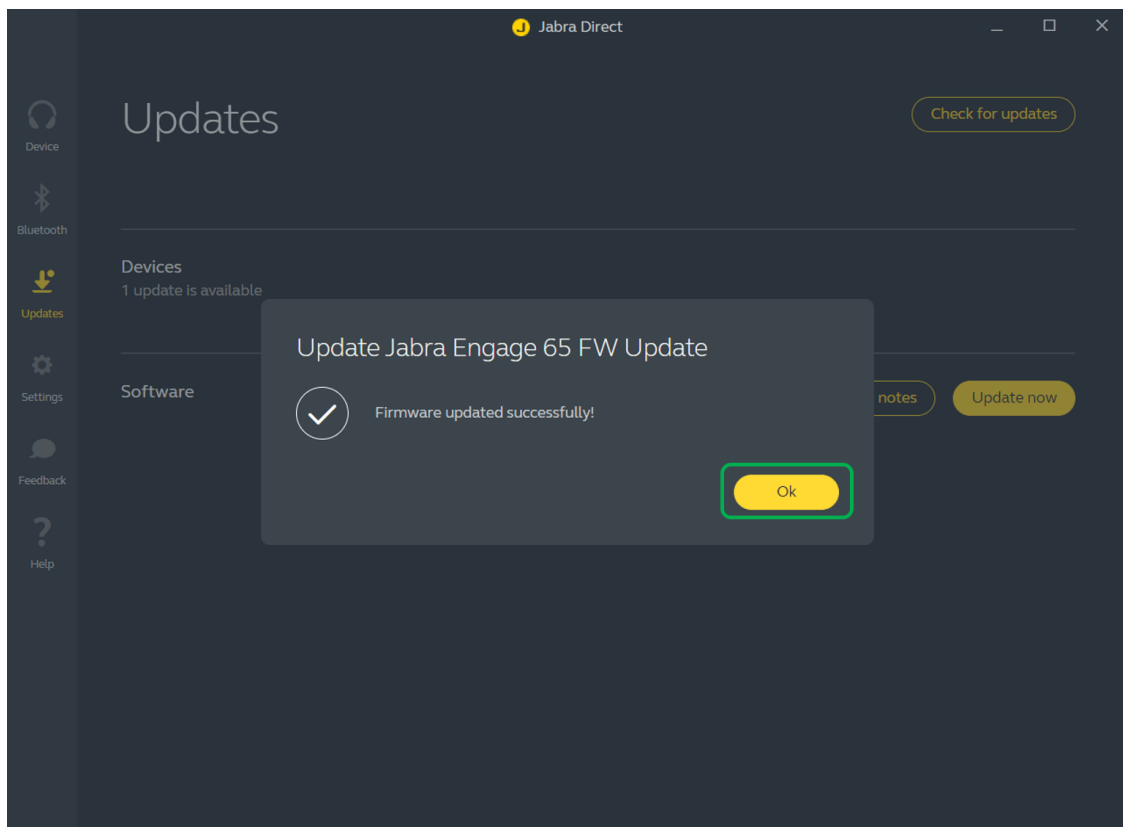 Jabra Direct
Updates
Check for updates
Device
Bluetooth
Devices
1 update is available
Updates
Update Jabra Engage 65 FW Update
Settings
Software
notes
Update now
Firmware updated successfully!
Feedback
Ok
Help